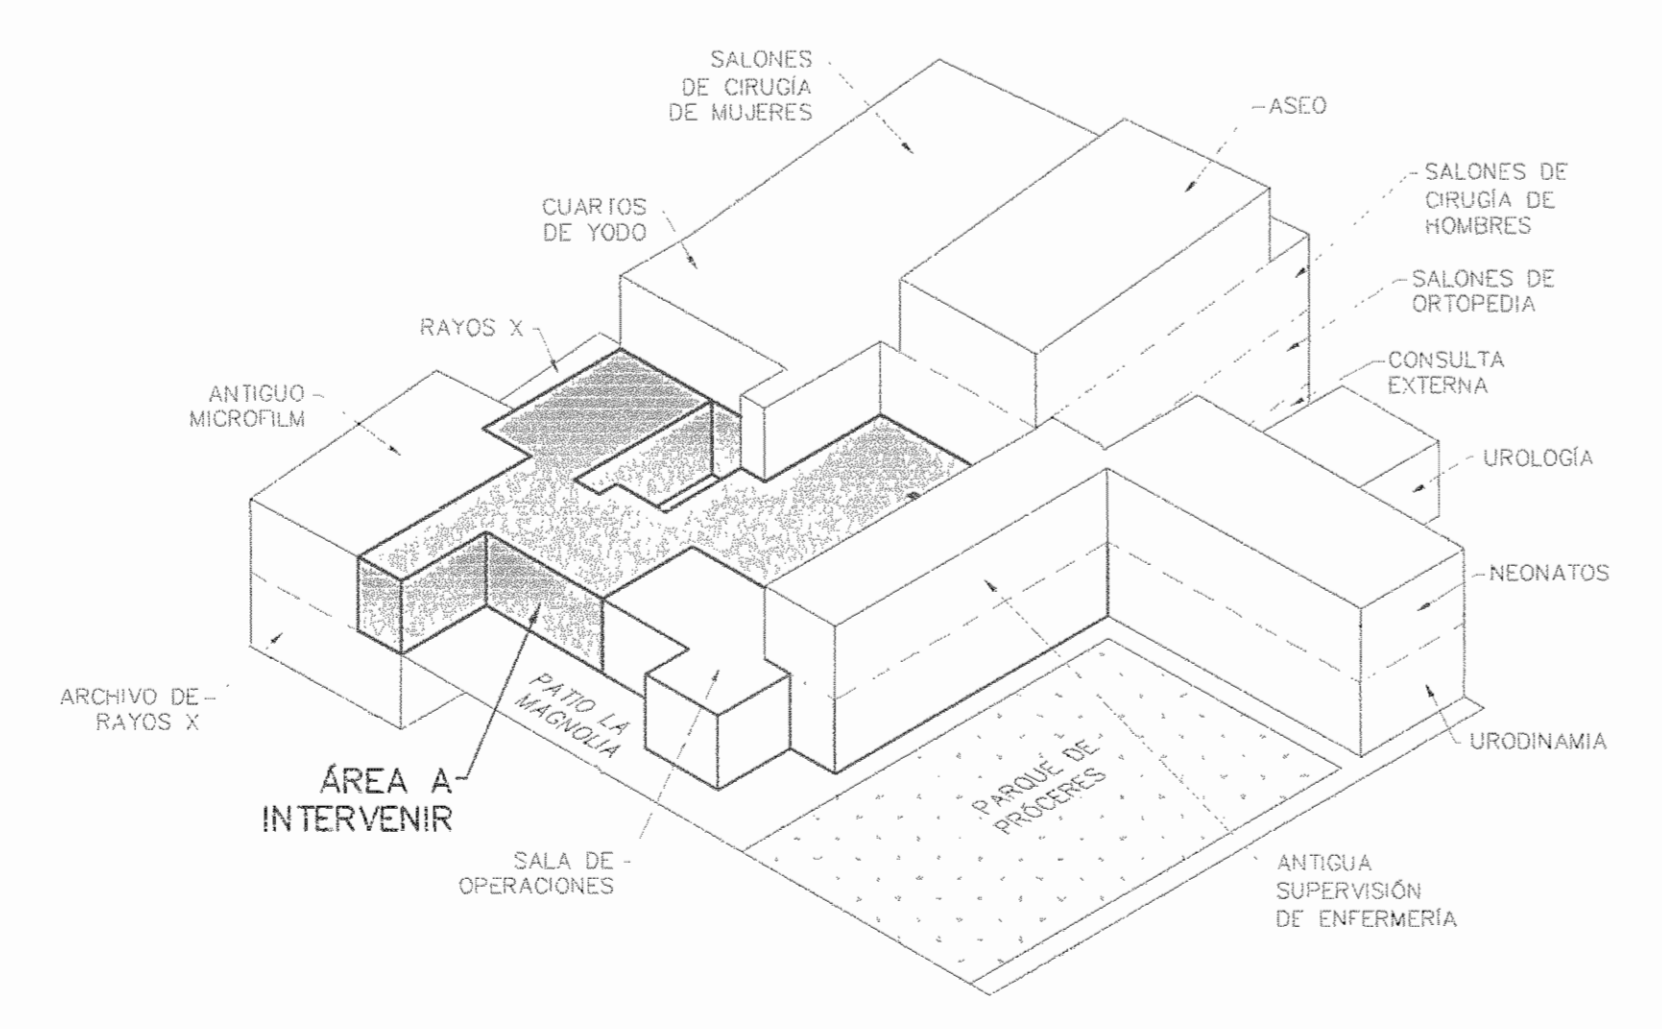 SALONES
DE CIRUGÍA
DE MUJERES
ASEO
SALONES DE
CIRUGÍA DE
HOMBRES
CUARTOS
DE YODO
SALONES DE
ORTOPEDIA
RAYOS X
CONSULTA
EXTERNA
ANTIGUO
MICROFILM
UROLOGÍA
NEONATOS
ARCHIVO DE
RAYOS X
PATIO LA
MAGNOLIA
URODINAMIA
ÁREA A
INTERVENIR
PARQUE DE
PRÓCERES
SALA DE
OPERACIONES
ANTIGUA
SUPERVISIÓN
DE ENFERMERÍA